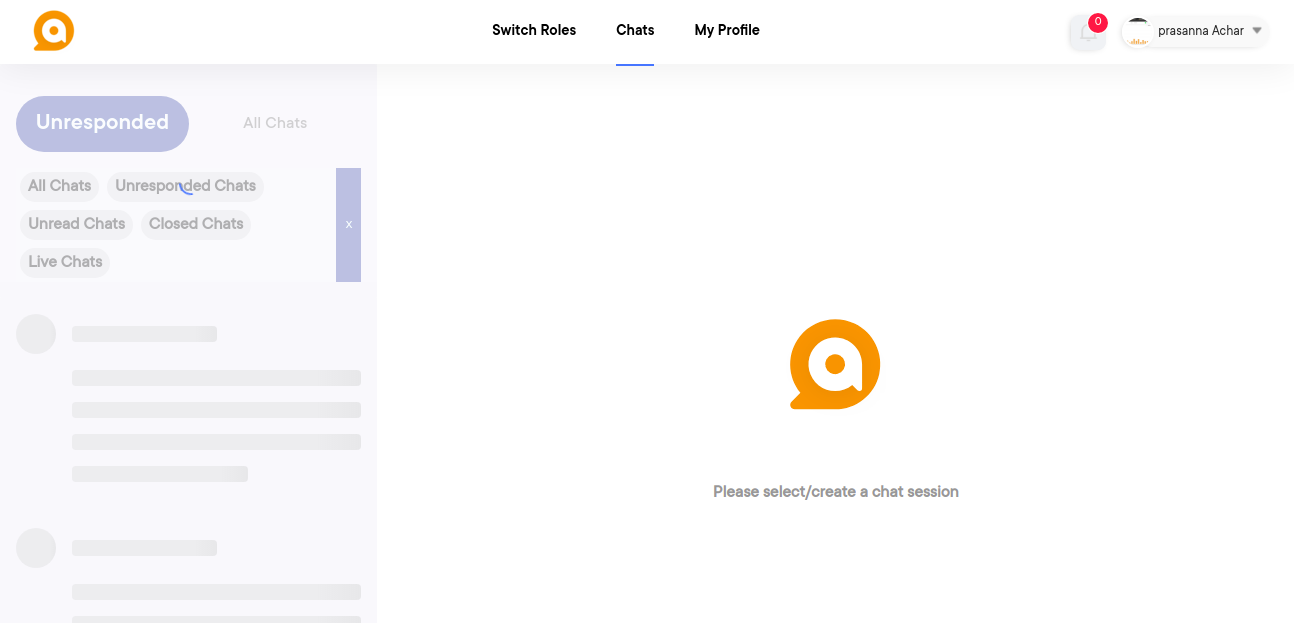 Switch Roles Chats My Profile 0 prasanna Achar
Unresponded All Chats
All Chats Unresponded Chats
Unread Chats Closed Chats x
Live Chats
Please select/create a chat session